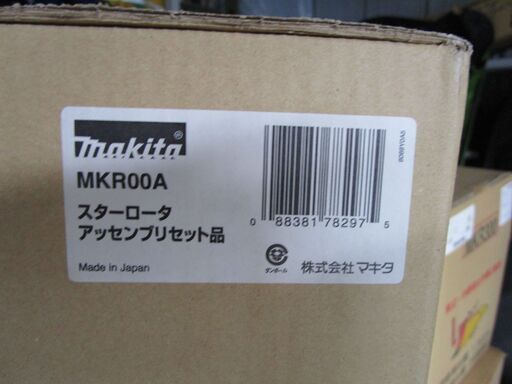 makita®
MKR00A
スターロータ
アッセンブリセット品
Made in Japan
0 88381 78297 5
ダンボール
株式会社 マキタ